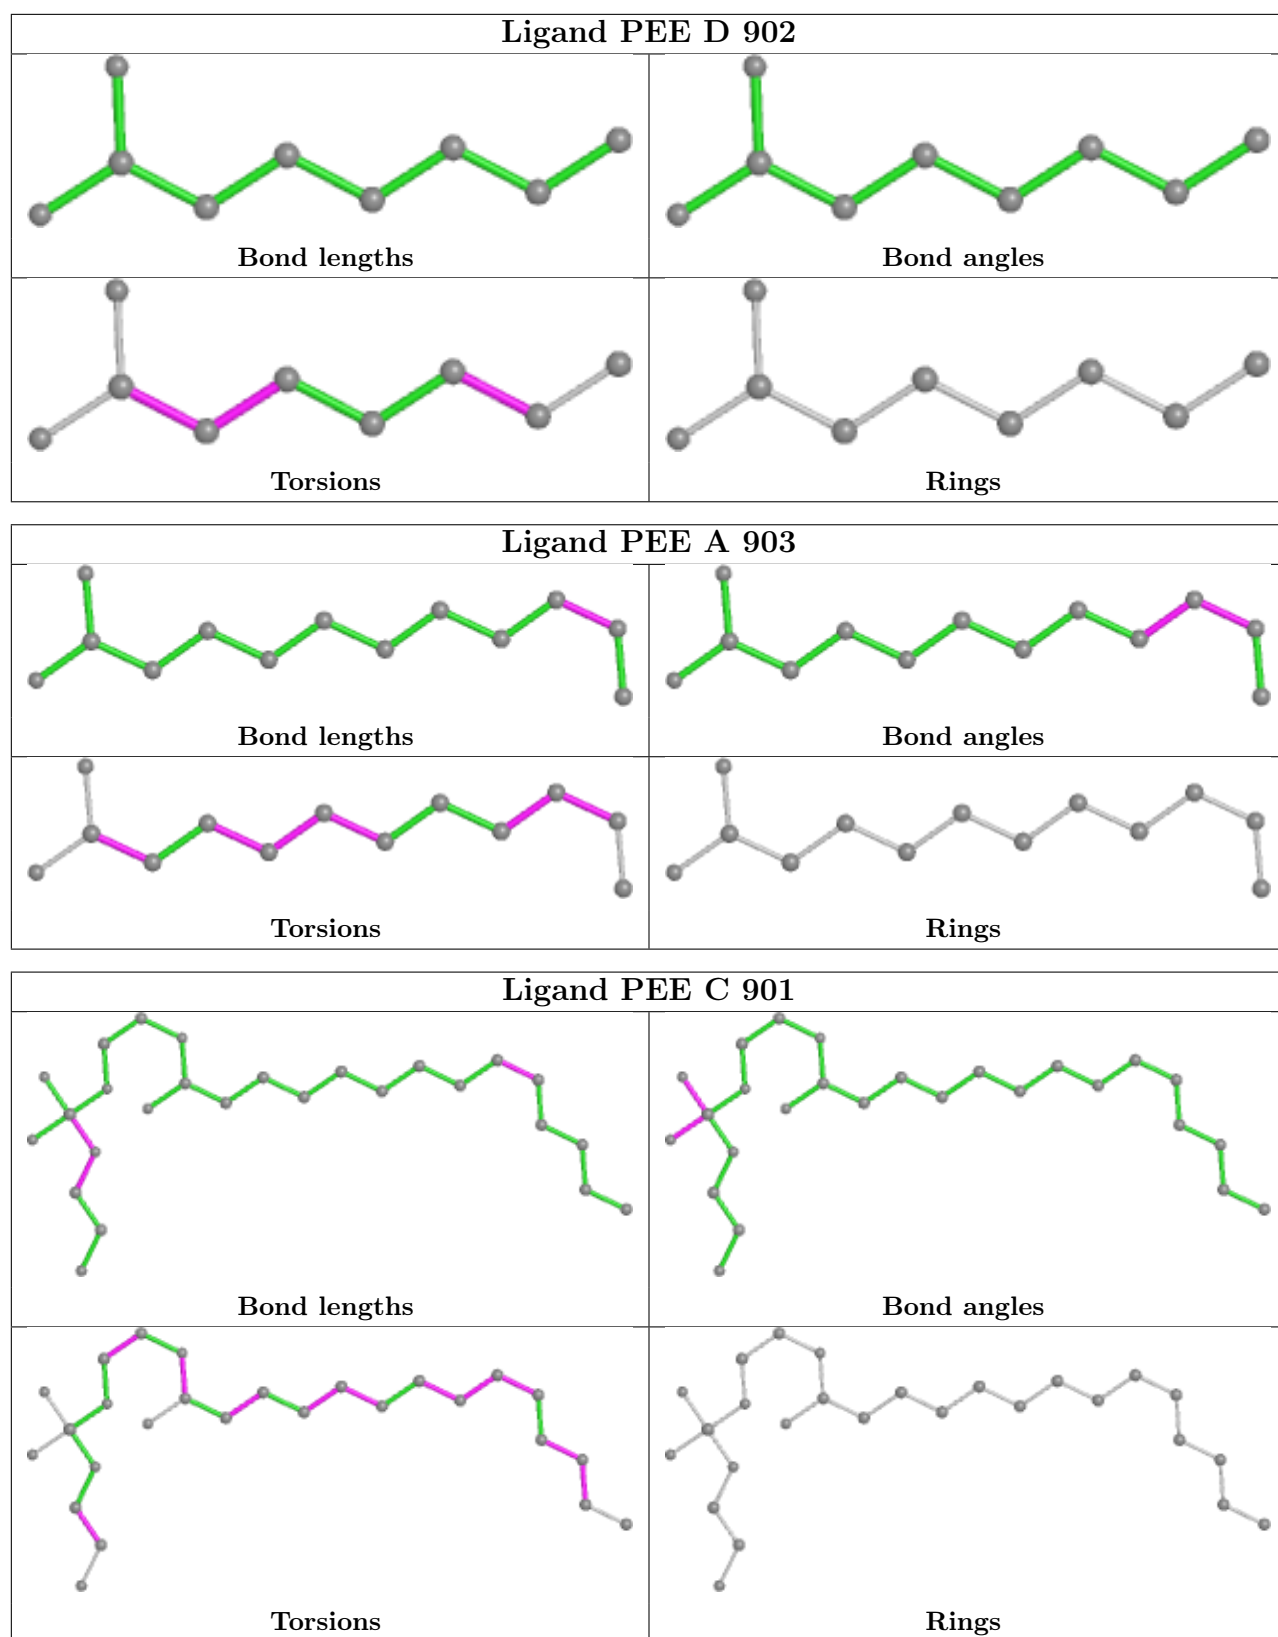 Ligand PEE D 902
Bond lengths
Bond angles
Torsions
Rings
Ligand PEE A 903
Bond lengths
Bond angles
Torsions
Rings
Ligand PEE C 901
Bond lengths
Bond angles
Torsions
Rings